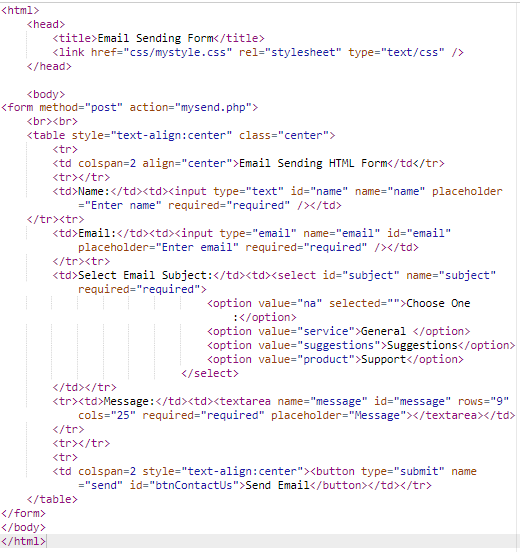 <html>
<head>
<title>Email Sending Form</title>
<link href="css/mystyle.css" rel="stylesheet" type="text/css" />
</head>
<body>
<form method="post" action="mysend.php">
<br><br>
<table style="text-align:center" class="center">
<tr>
<td colspan=2 align="center">Email Sending HTML Form</td></tr>
<tr></tr>
<td>Name:</td><td><input type="text" id="name" name="name" placeholder
="Enter name" required="required" /></td>
</tr><tr>
<td>Email:</td><td><input type="email" name="email" id="email"
placeholder="Enter email" required="required" /></td>
</tr><tr>
<td>Select Email Subject:</td><td><select id="subject" name="subject"
required="required">
<option value="na" selected="">Choose One
:</option>
<option value="service">General </option>
<option value="suggestions">Suggestions</option>
<option value="product">Support</option>
</select>
</td></tr>
<tr><td>Message:</td><td><textarea name="message" id="message" rows="9"
cols="25" required="required" placeholder="Message"></textarea></td>
</tr>
<tr></tr>
<tr>
<td colspan=2 style="text-align:center"><button type="submit" name
="send" id="btnContactUs">Send Email</button></td></tr>
</table>
</form>
</body>
</html>